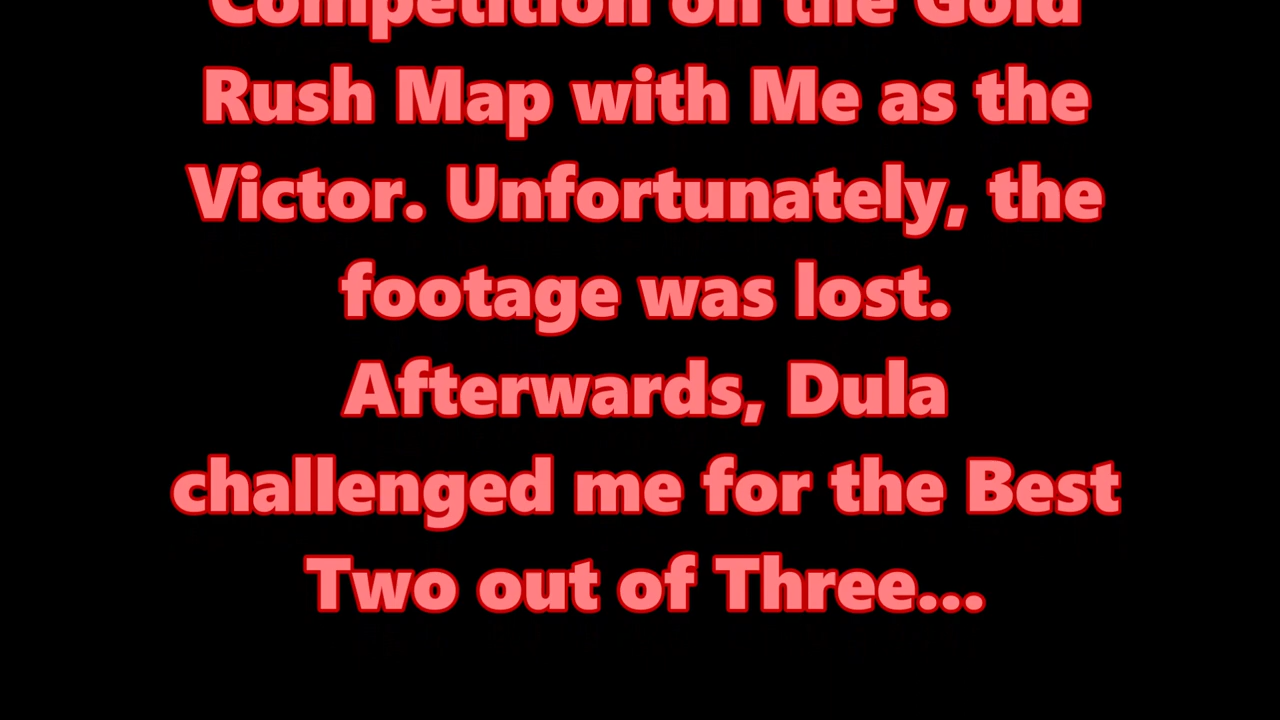 Competition on the Gold
Rush Map with Me as the
Victor. Unfortunately, the
footage was lost.
Afterwards, Dula
challenged me for the Best
Two out of Three...